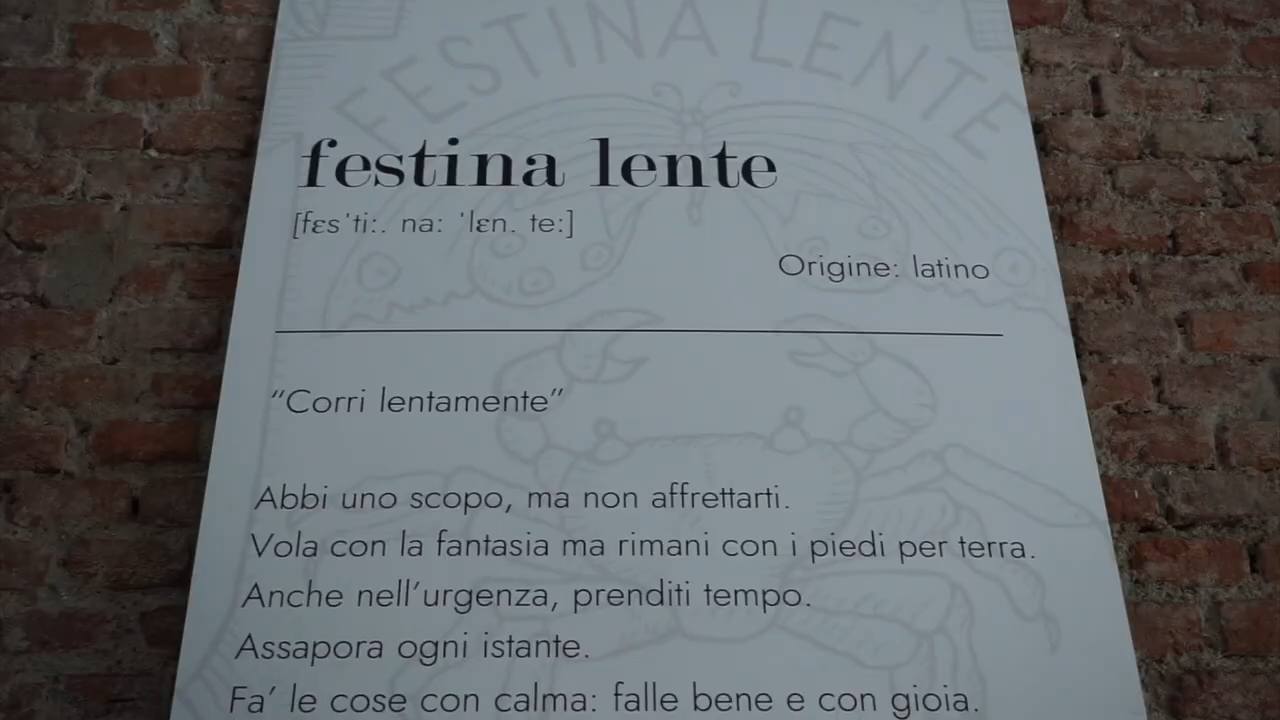 FESTINA LENTE
festina lente
[fɛsˈtiː. naː ˈlɛn. teː]
Origine: latino
“Corri lentamente”
Abbi uno scopo, ma non affrettarti.
Vola con la fantasia ma rimani con i piedi per terra.
Anche nell’urgenza, prenditi tempo.
Assapora ogni istante.
Fa’ le cose con calma: falle bene e con gioia.